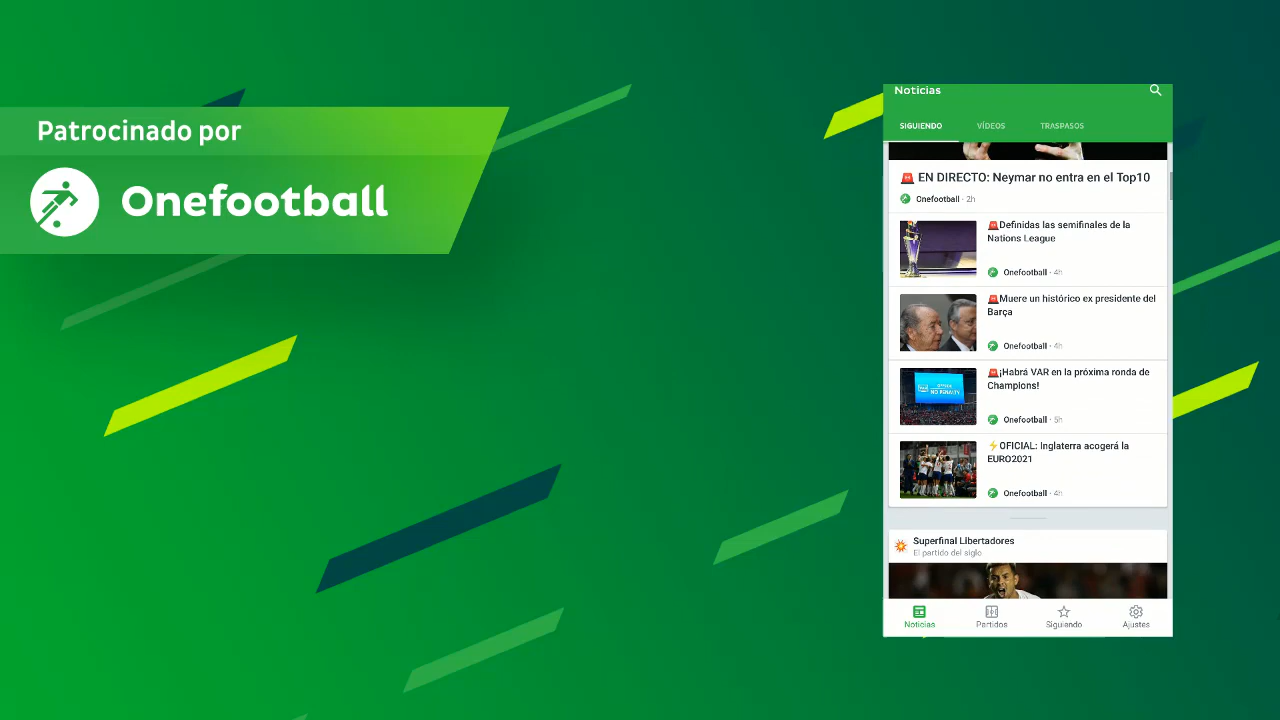 Patrocinado por
Onefootball
Noticias
SIGUIENDO
VÍDEOS
TRASPASOS
🚨 EN DIRECTO: Neymar no entra en el Top10
Onefootball · 2h
🚨Definidas las semifinales de la
Nations League
Onefootball · 4h
🚨Muere un histórico ex presidente del
Barça
Onefootball · 4h
🚨¡Habrá VAR en la próxima ronda de
Champions!
Onefootball · 5h
NO PENALTY
⚡OFICIAL: Inglaterra acogerá la
EURO2021
Onefootball · 4h
💥 Superfinal Libertadores
El partido del siglo
Noticias
Partidos
Siguiendo
Ajustes